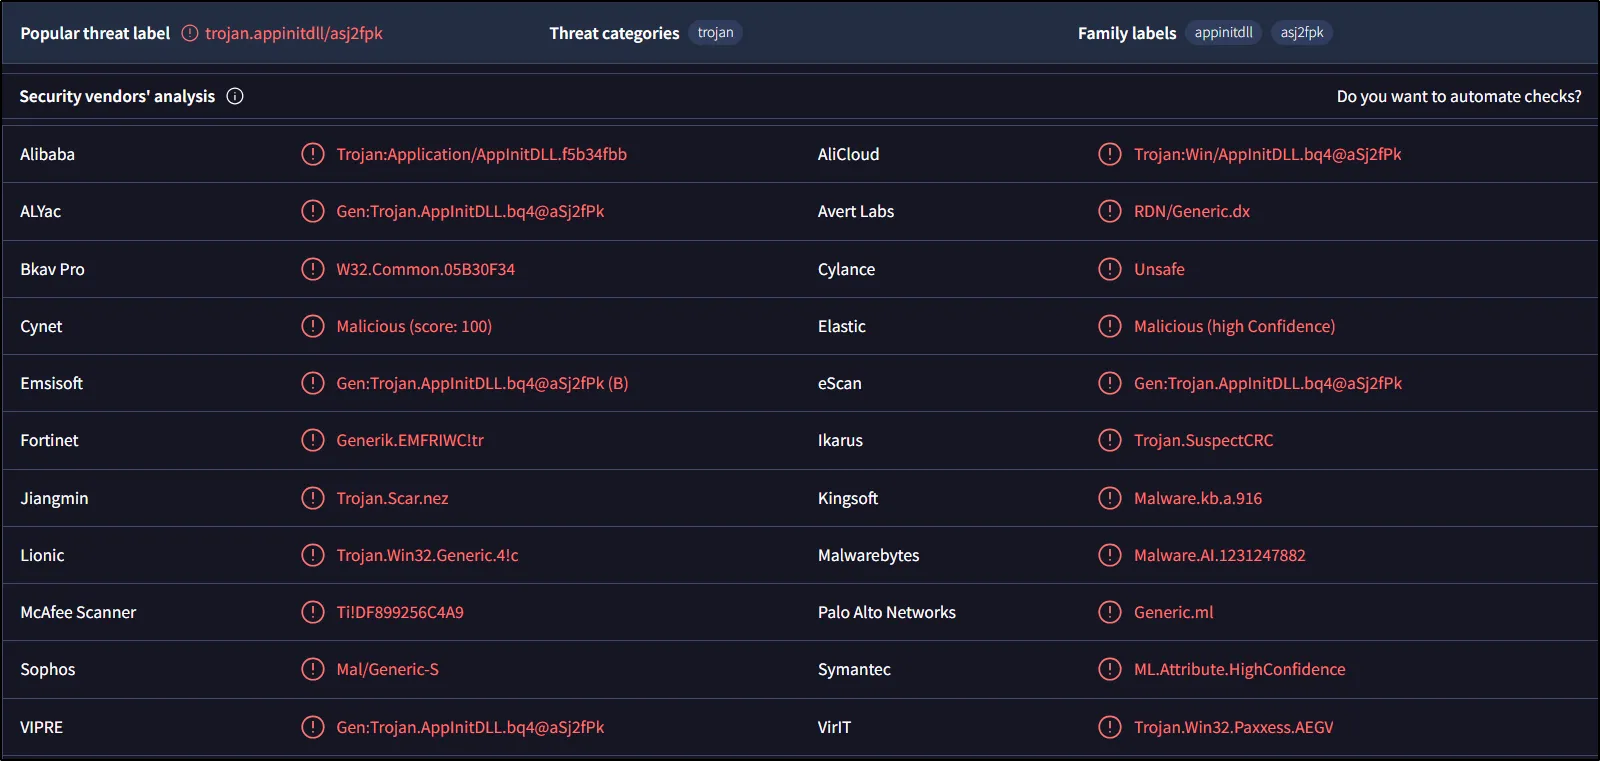 Popular threat label trojan.appinitdll/asj2fpk Threat categories trojan Family labels appinitdll asj2fpk
Security vendors' analysis Do you want to automate checks?
Alibaba Trojan:Application/AppInitDLL.f5b34fbb AliCloud Trojan:Win/AppInitDLL.bq4@aSj2fPk
ALYac Gen:Trojan.AppInitDLL.bq4@aSj2fPk Avert Labs RDN/Generic.dx
Bkav Pro W32.Common.05B30F34 Cylance Unsafe
Cynet Malicious (score: 100) Elastic Malicious (high Confidence)
Emsisoft Gen:Trojan.AppInitDLL.bq4@aSj2fPk (B) eScan Gen:Trojan.AppInitDLL.bq4@aSj2fPk
Fortinet Generik.EMFRIWC!tr Ikarus Trojan.SuspectCRC
Jiangmin Trojan.Scar.nez Kingsoft Malware.kb.a.916
Lionic Trojan.Win32.Generic.4!c Malwarebytes Malware.AI.1231247882
McAfee Scanner Ti!DF899256C4A9 Palo Alto Networks Generic.ml
Sophos Mal/Generic-S Symantec ML.Attribute.HighConfidence
VIPRE Gen:Trojan.AppInitDLL.bq4@aSj2fPk VirIT Trojan.Win32.Paxxess.AEGV